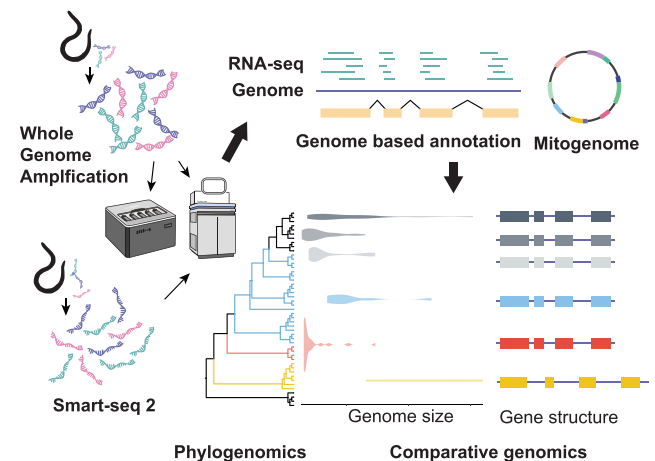 RNA-seq
Genome
Whole
Genome
Amplfication
Genome based annotation
Mitogenome
Smart-seq 2
Genome size
Gene structure
Phylogenomics
Comparative genomics